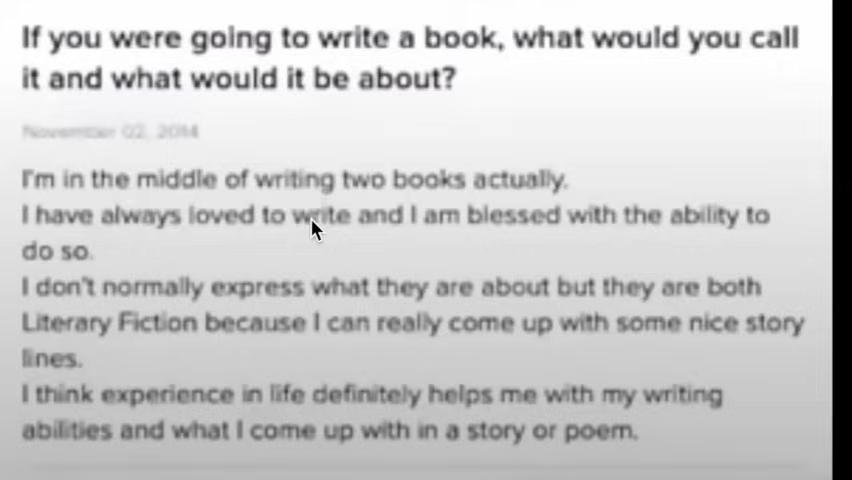 If you were going to write a book, what would you call
it and what would it be about?
November 02, 2014
I'm in the middle of writing two books actually.
I have always loved to write and I am blessed with the ability to
do so.
I don't normally express what they are about but they are both
Literary Fiction because I can really come up with some nice story
lines.
I think experience in life definitely helps me with my writing
abilities and what I come up with in a story or poem.